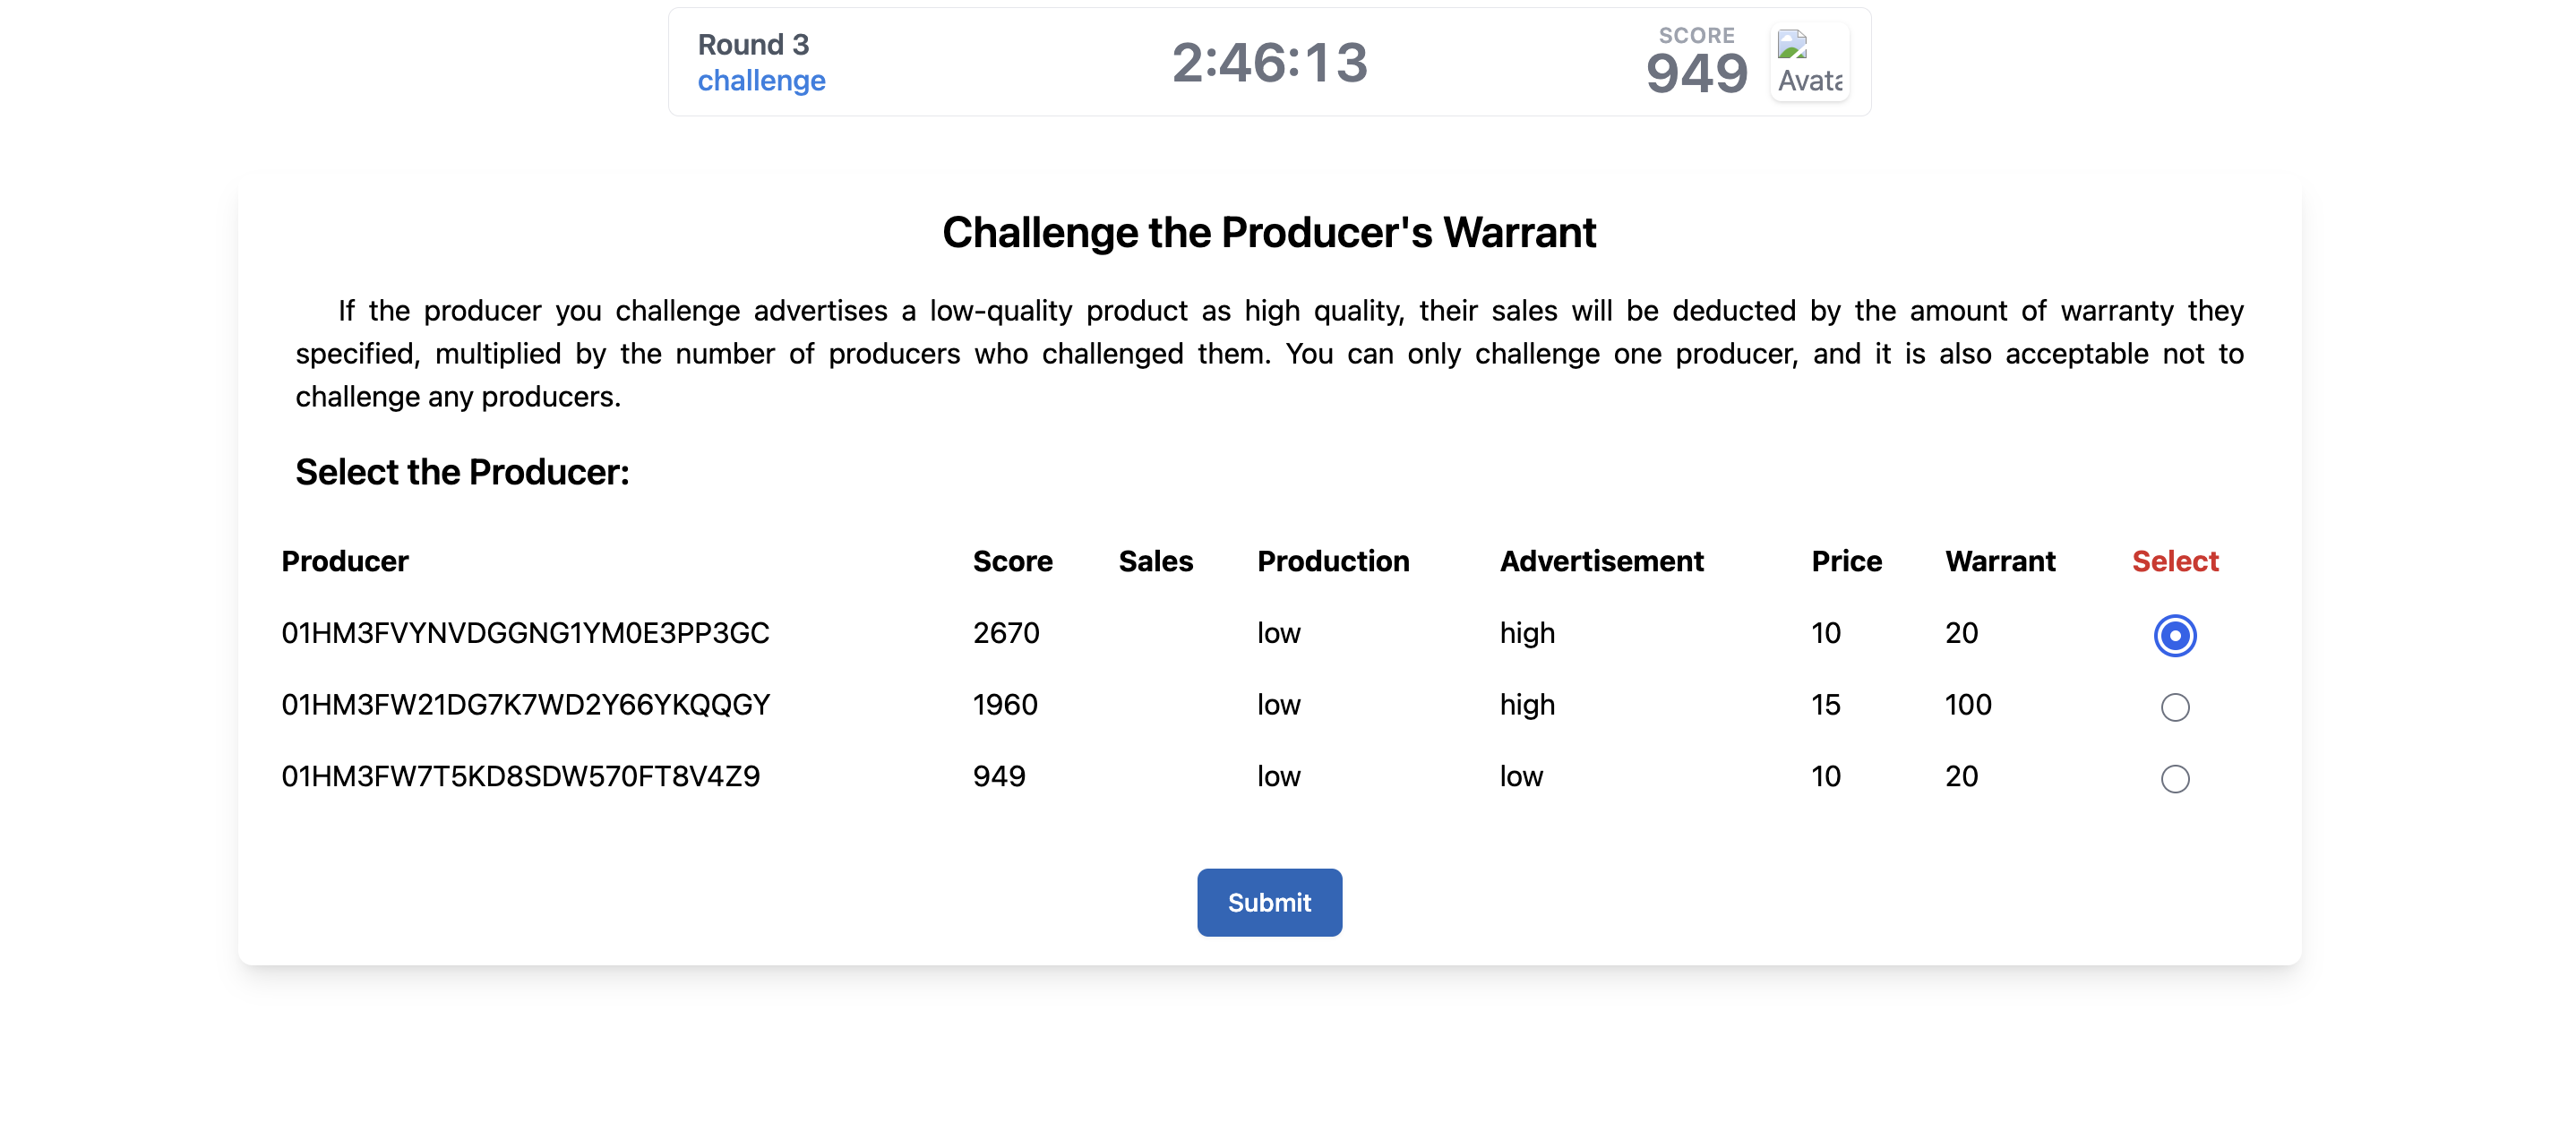 Round 3
challenge
2:46:13
SCORE
949
Avata
Challenge the Producer's Warrant
If the producer you challenge advertises a low-quality product as high quality, their sales will be deducted by the amount of warranty they
specified, multiplied by the number of producers who challenged them. You can only challenge one producer, and it is also acceptable not to
challenge any producers.
Select the Producer:
Producer Score Sales Production Advertisement Price Warrant Select
01HM3FVYNVDGGNG1YM0E3PP3GC 2670 low high 10 20
01HM3FW21DG7K7WD2Y66YKQQGY 1960 low high 15 100
01HM3FW7T5KD8SDW570FT8V4Z9 949 low low 10 20
Submit